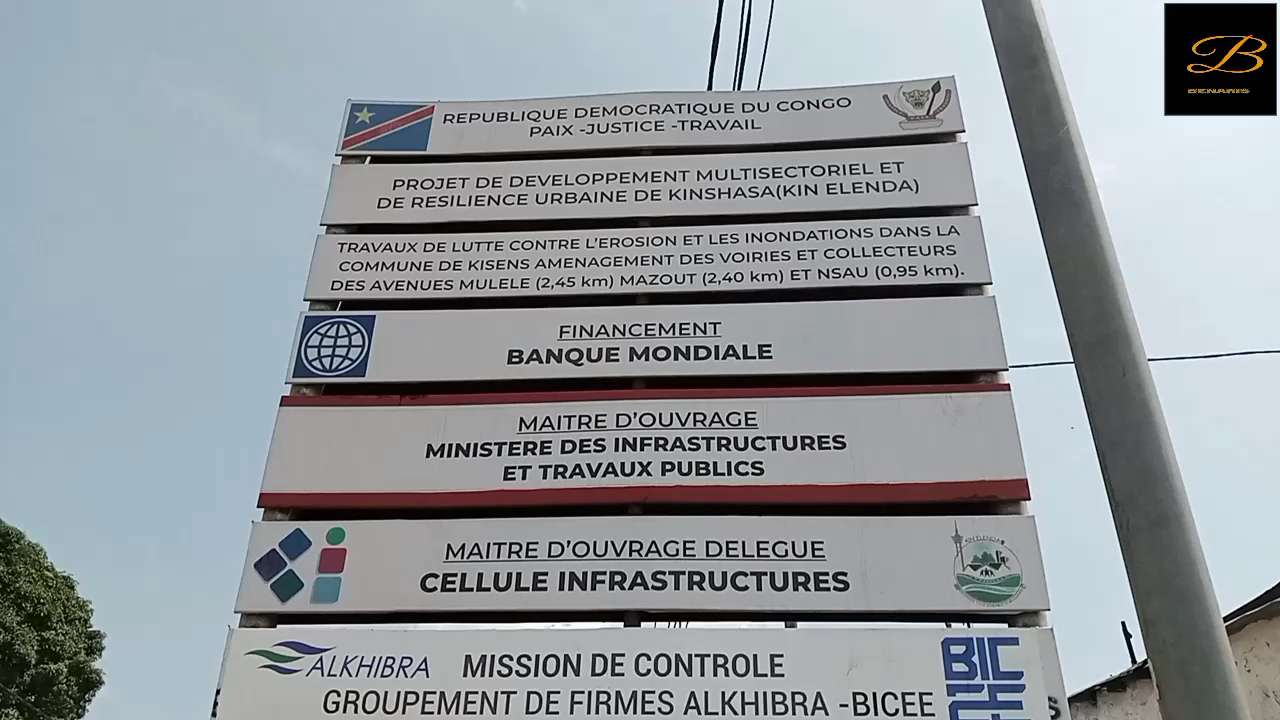 B
BENARTS
REPUBLIQUE DEMOCRATIQUE DU CONGO
PAIX -JUSTICE -TRAVAIL
PROJET DE DEVELOPPEMENT MULTISECTORIEL ET
DE RESILIENCE URBAINE DE KINSHASA(KIN ELENDA)
TRAVAUX DE LUTTE CONTRE L'EROSION ET LES INONDATIONS DANS LA
COMMUNE DE KISENS AMENAGEMENT DES VOIRIES ET COLLECTEURS
DES AVENUES MULELE (2,45 km) MAZOUT (2,40 km) ET NSAU (0,95 km).
FINANCEMENT
BANQUE MONDIALE
MAITRE D'OUVRAGE
MINISTERE DES INFRASTRUCTURES
ET TRAVAUX PUBLICS
MAITRE D'OUVRAGE DELEGUE
CELLULE INFRASTRUCTURES
KIN ELENDA
ALKHIBRA
MISSION DE CONTROLE
GROUPEMENT DE FIRMES ALKHIBRA -BICEE
BIC